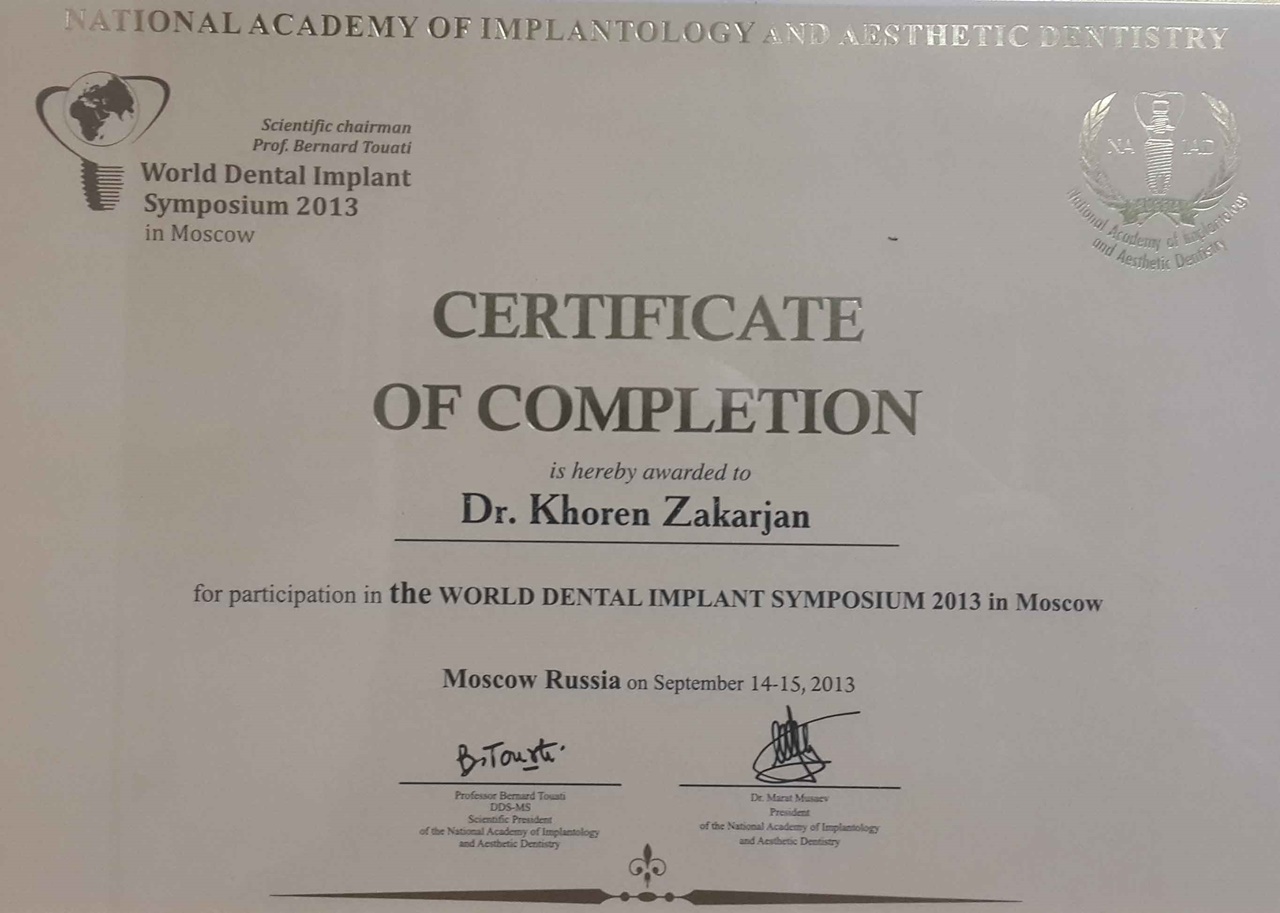 NATIONAL ACADEMY OF IMPLANTOLOGY AND AESTHETIC DENTISTRY
Scientific chairman
Prof. Bernard Touati
World Dental Implant
Symposium 2013
in Moscow
NA IAD
National Academy of Implantology
and Aesthetic Dentistry
CERTIFICATE
OF COMPLETION
is hereby awarded to
Dr. Khoren Zakarjan
for participation in the WORLD DENTAL IMPLANT SYMPOSIUM 2013 in Moscow
Moscow Russia on September 14-15, 2013
B. Touati
Professor Bernard Touati
DDS-MS
Scientific President
of the National Academy of Implantology
and Aesthetic Dentistry
Dr. Marat Musaev
President
of the National Academy of Implantology
and Aesthetic Dentistry